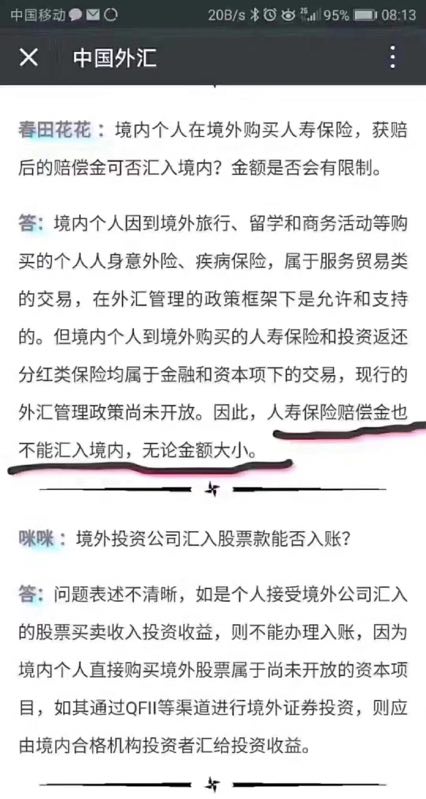 中国移动 20B/s 2G 95% 08:13
中国外汇
春田花花：境内个人在境外购买人寿保险，获赔
后的赔偿金可否汇入境内？金额是否会有限制。
答：境内个人因到境外旅行、留学和商务活动等购
买的个人人身意外险、疾病保险，属于服务贸易类
的交易，在外汇管理的政策框架下是允许和支持
的。但境内个人到境外购买的人寿保险和投资返还
分红类保险均属于金融和资本项下的交易，现行的
外汇管理政策尚未开放。因此，人寿保险赔偿金也
不能汇入境内，无论金额大小。
咪咪：境外投资公司汇入股票款能否入账？
答：问题表述不清晰，如是个人接受境外公司汇入
的股票买卖收入投资收益，则不能办理入账，因为
境内个人直接购买境外股票属于尚未开放的资本项
目，如其通过QFII等渠道进行境外证券投资，则应
由境内合格机构投资者汇给投资收益。